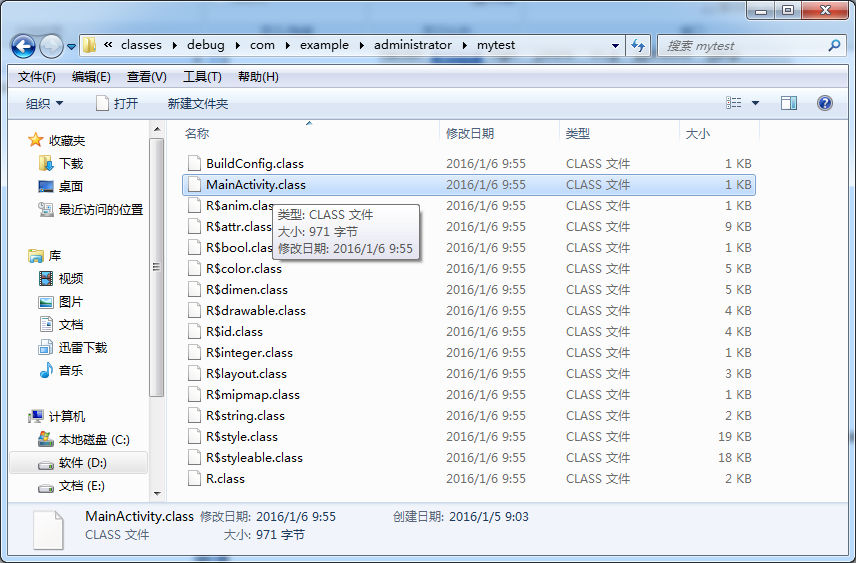 « classes ▸ debug ▸ com ▸ example ▸ administrator ▸ mytest
搜索 mytest
文件(F) 编辑(E) 查看(V) 工具(T) 帮助(H)
组织 打开 新建文件夹
收藏夹
下载
桌面
最近访问的位置
库
视频
图片
文档
迅雷下载
音乐
计算机
本地磁盘 (C:)
软件 (D:)
文档 (E:)
名称 修改日期 类型 大小
BuildConfig.class 2016/1/6 9:55 CLASS 文件 1 KB
MainActivity.class 2016/1/6 9:55 CLASS 文件 1 KB
R$anim.clas 2016/1/6 9:55 CLASS 文件 1 KB
R$attr.class 2016/1/6 9:55 CLASS 文件 9 KB
R$bool.clas 2016/1/6 9:55 CLASS 文件 1 KB
R$color.class 2016/1/6 9:55 CLASS 文件 5 KB
R$dimen.class 2016/1/6 9:55 CLASS 文件 5 KB
R$drawable.class 2016/1/6 9:55 CLASS 文件 4 KB
R$id.class 2016/1/6 9:55 CLASS 文件 4 KB
R$integer.class 2016/1/6 9:55 CLASS 文件 1 KB
R$layout.class 2016/1/6 9:55 CLASS 文件 3 KB
R$mipmap.class 2016/1/6 9:55 CLASS 文件 1 KB
R$string.class 2016/1/6 9:55 CLASS 文件 2 KB
R$style.class 2016/1/6 9:55 CLASS 文件 19 KB
R$styleable.class 2016/1/6 9:55 CLASS 文件 18 KB
R.class 2016/1/6 9:55 CLASS 文件 2 KB
类型: CLASS 文件
大小: 971 字节
修改日期: 2016/1/6 9:55
MainActivity.class 修改日期: 2016/1/6 9:55 创建日期: 2016/1/5 9:03
CLASS 文件 大小: 971 字节